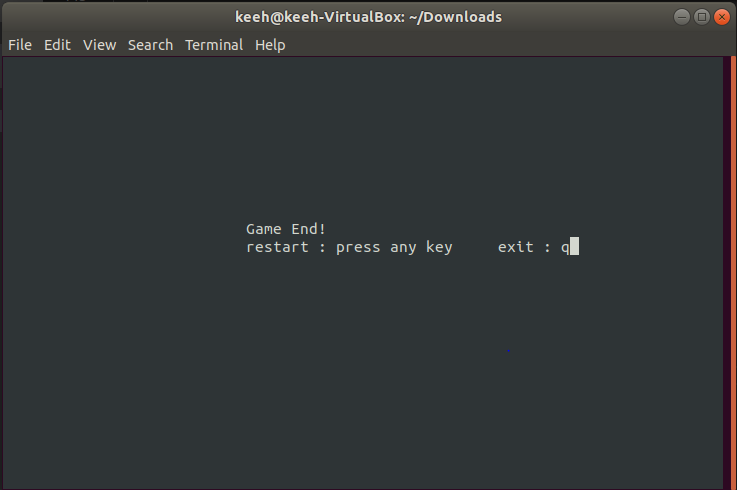 keeh@keeh-VirtualBox: ~/Downloads
File Edit View Search Terminal Help
Game End!
restart : press any key     exit : q